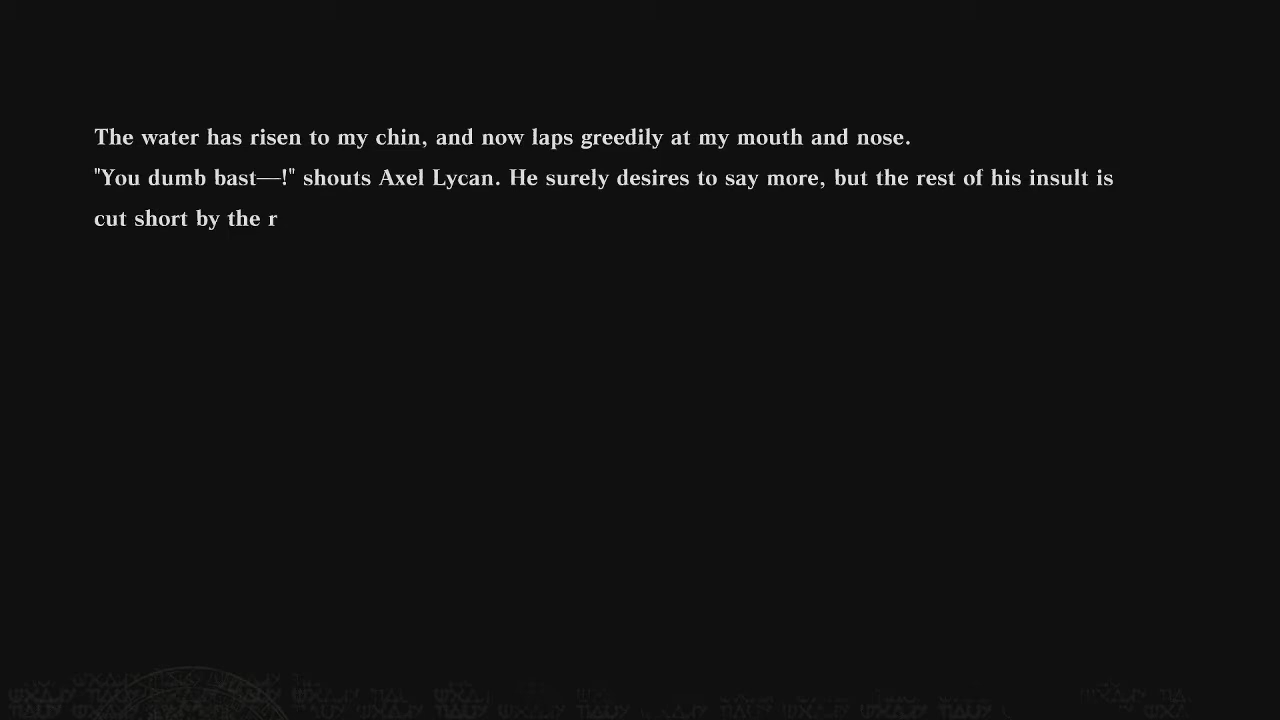 The water has risen to my chin, and now laps greedily at my mouth and nose.
"You dumb bast—!" shouts Axel Lycan. He surely desires to say more, but the rest of his insult is
cut short by the r